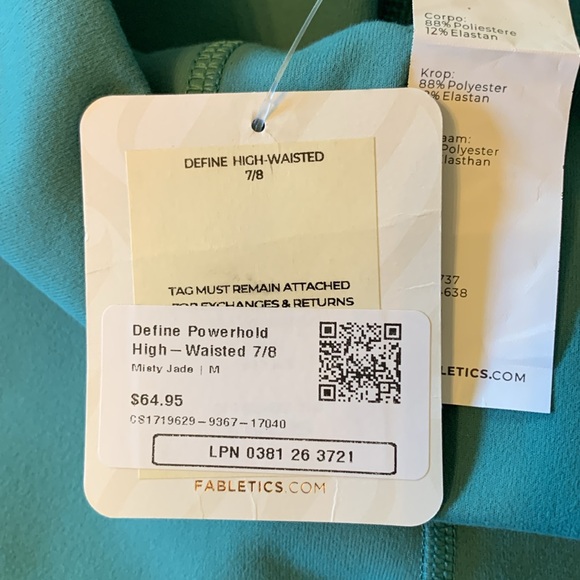 Corpo:
88% Poliestere
12% Elastan
Krop:
88% Polyester
% Elastan
aam:
Polyester
lasthan
737
638
LETICS.COM
DEFINE HIGH-WAISTED
7/8
TAG MUST REMAIN ATTACHED
FOR EXCHANGES & RETURNS
Define Powerhold
High-Waisted 7/8
Misty Jade | M
$64.95
CS1719629-9367-17040
LPN 0381 26 3721
FABLETICS.COM